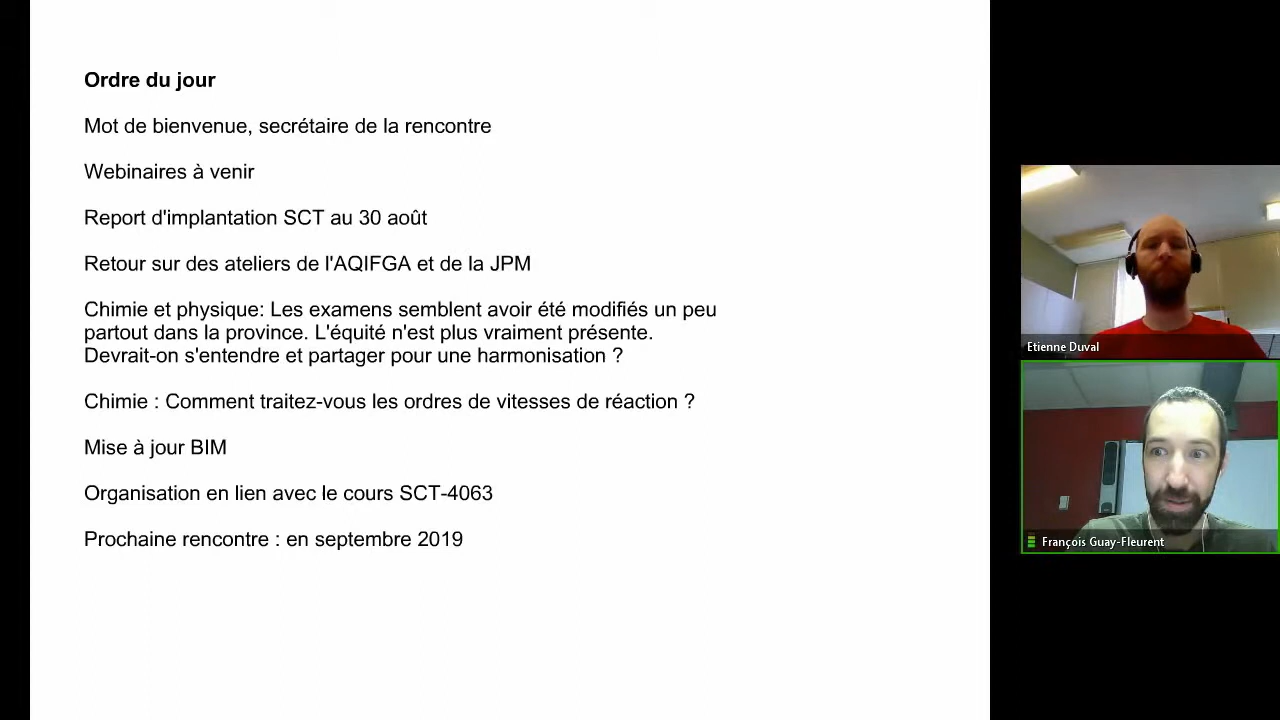 Ordre du jour
Mot de bienvenue, secrétaire de la rencontre
Webinaires à venir
Report d'implantation SCT au 30 août
Retour sur des ateliers de l'AQIFGA et de la JPM
Chimie et physique: Les examens semblent avoir été modifiés un peu
partout dans la province. L'équité n'est plus vraiment présente.
Devrait-on s'entendre et partager pour une harmonisation ?
Chimie : Comment traitez-vous les ordres de vitesses de réaction ?
Mise à jour BIM
Organisation en lien avec le cours SCT-4063
Prochaine rencontre : en septembre 2019
Etienne Duval
François Guay-Fleurent